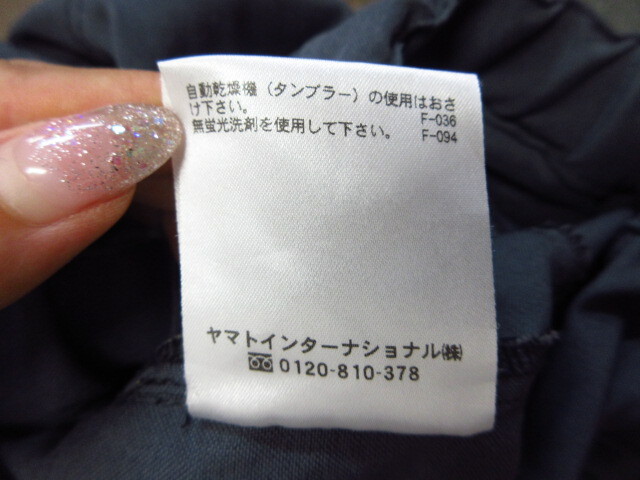 自動乾燥機（タンブラー）の使用はおさ
け下さい。 F-036
無蛍光洗剤を使用して下さい。 F-094
ヤマトインターナショナル㈱
0120-810-378